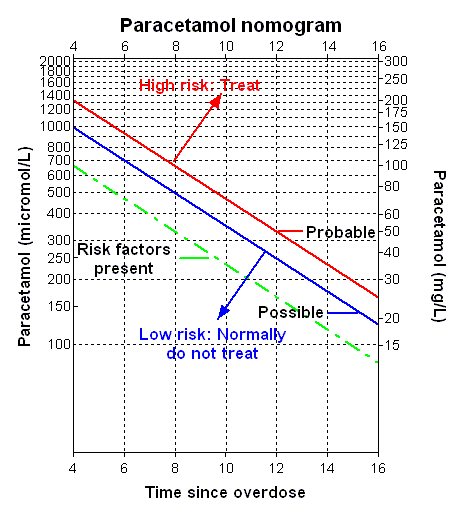 Paracetamol nomogram
4 6 8 10 12 14 16
2000
1800
1600
1400
1200
1000
800
700
600
500
400
300
250
200
150
100
Paracetamol (micromol/L)
High risk: Treat
Probable
Risk factors
present
Possible
Low risk: Normally
do not treat
300
250
200
175
150
125
100
80
60
50
40
30
20
15
Paracetamol (mg/L)
4 6 8 10 12 14 16
Time since overdose